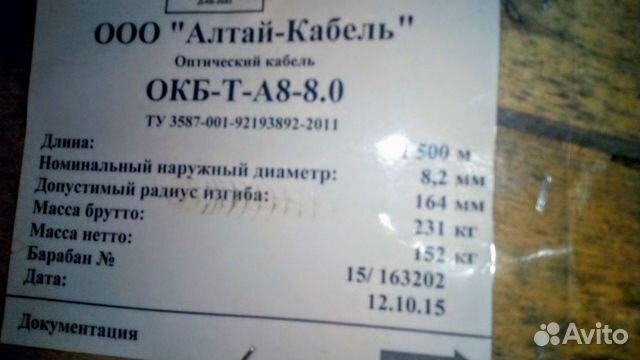 ООО "Алтай-Кабель"
Оптический кабель
ОКБ-Т-А8-8.0
ТУ 3587-001-92193892-2011
Длина: 1 500 м
Номинальный наружный диаметр: 8,2 мм
Допустимый радиус изгиба: 164 мм
Масса брутто: 231 кг
Масса нетто: 152 кг
Барабан № 15/ 163202
Дата: 12.10.15
Документация
Avito